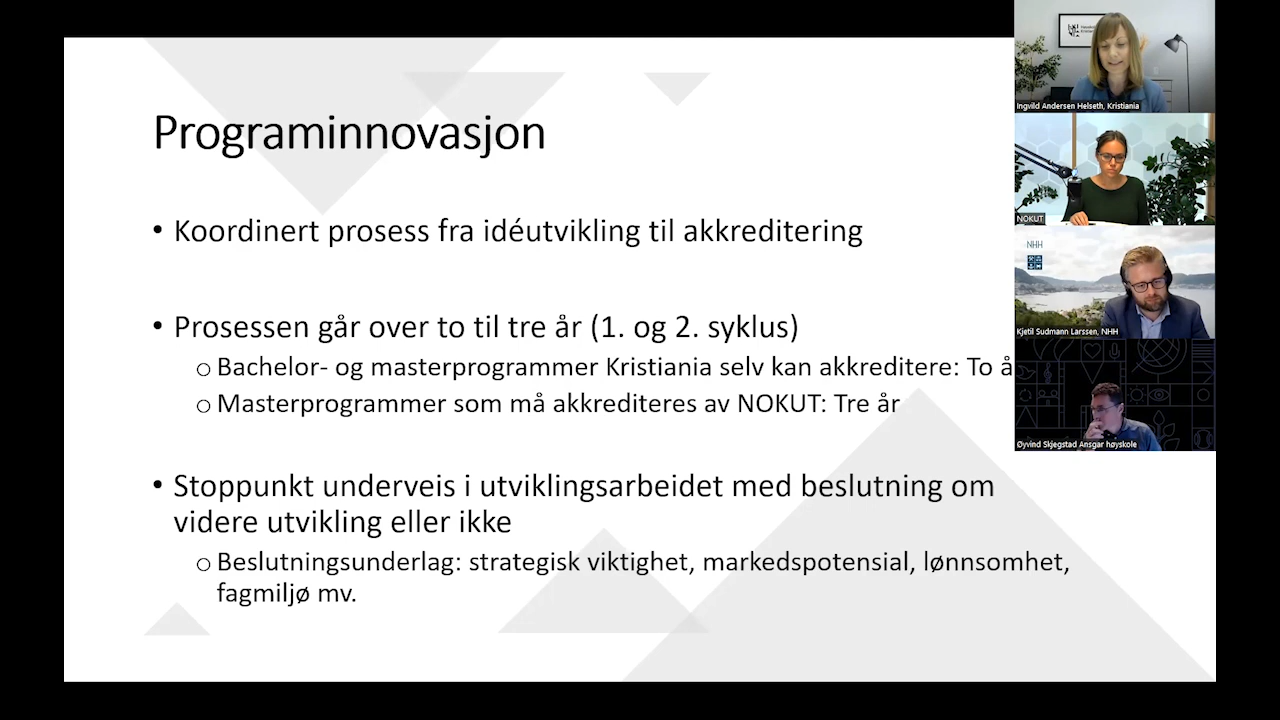 Programinnovasjon
• Koordinert prosess fra idéutvikling til akkreditering
• Prosessen går over to til tre år (1. og 2. syklus)
o Bachelor- og masterprogrammer Kristiania selv kan akkreditere: To å
o Masterprogrammer som må akkrediteres av NOKUT: Tre år
• Stoppunkt underveis i utviklingsarbeidet med beslutning om
videre utvikling eller ikke
o Beslutningsunderlag: strategisk viktighet, markedspotensial, lønnsomhet,
fagmiljø mv.
Ingvild Andersen Helseth, Kristiania
NOKUT
NHH
Kjetil Sudmann Larssen, NHH
Øyvind Skjegstad Ansgar høyskole